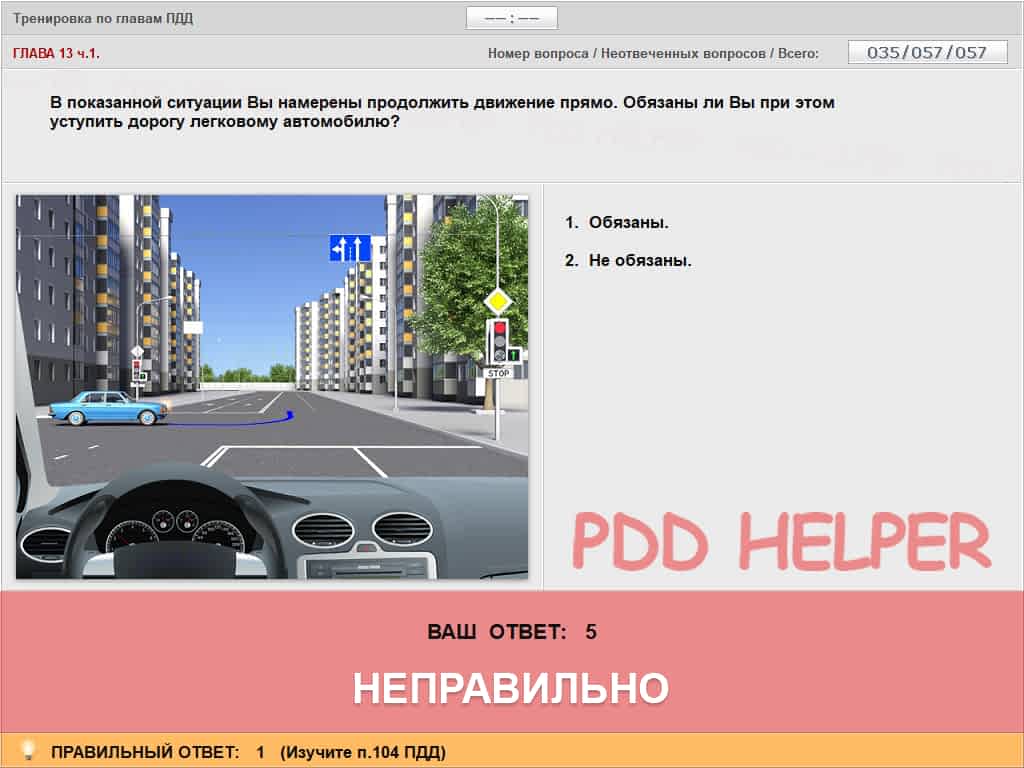 Тренировка по главам ПДД
—— : ——
ГЛАВА 13 ч.1.
Номер вопроса / Неотвеченных вопросов / Всего:
035/057/057
В показанной ситуации Вы намерены продолжить движение прямо. Обязаны ли Вы при этом
уступить дорогу легковому автомобилю?
1. Обязаны.
2. Не обязаны.
STOP
PDD HELPER
ВАШ ОТВЕТ: 5
НЕПРАВИЛЬНО
ПРАВИЛЬНЫЙ ОТВЕТ: 1 (Изучите п.104 ПДД)